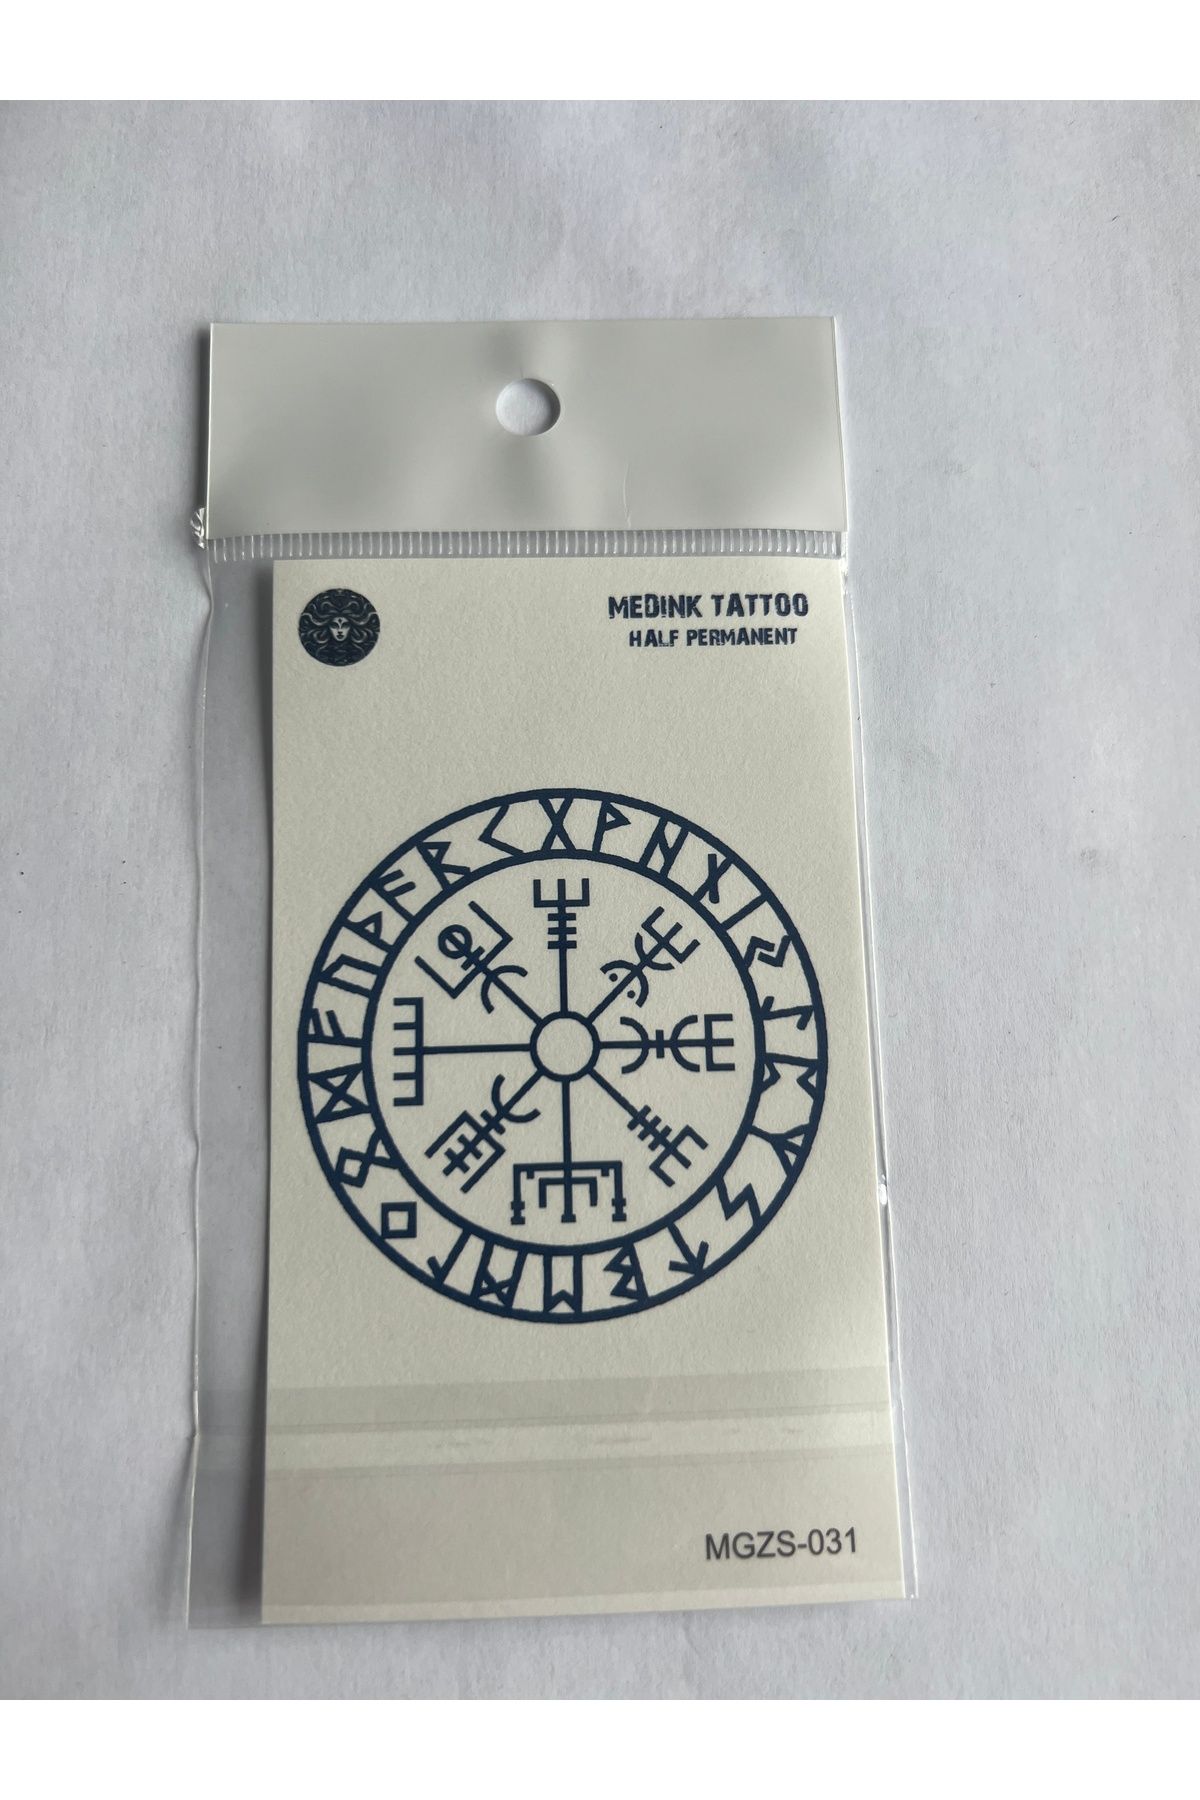 MEDINK TATTOO
HALF PERMANENT
MGZS-031